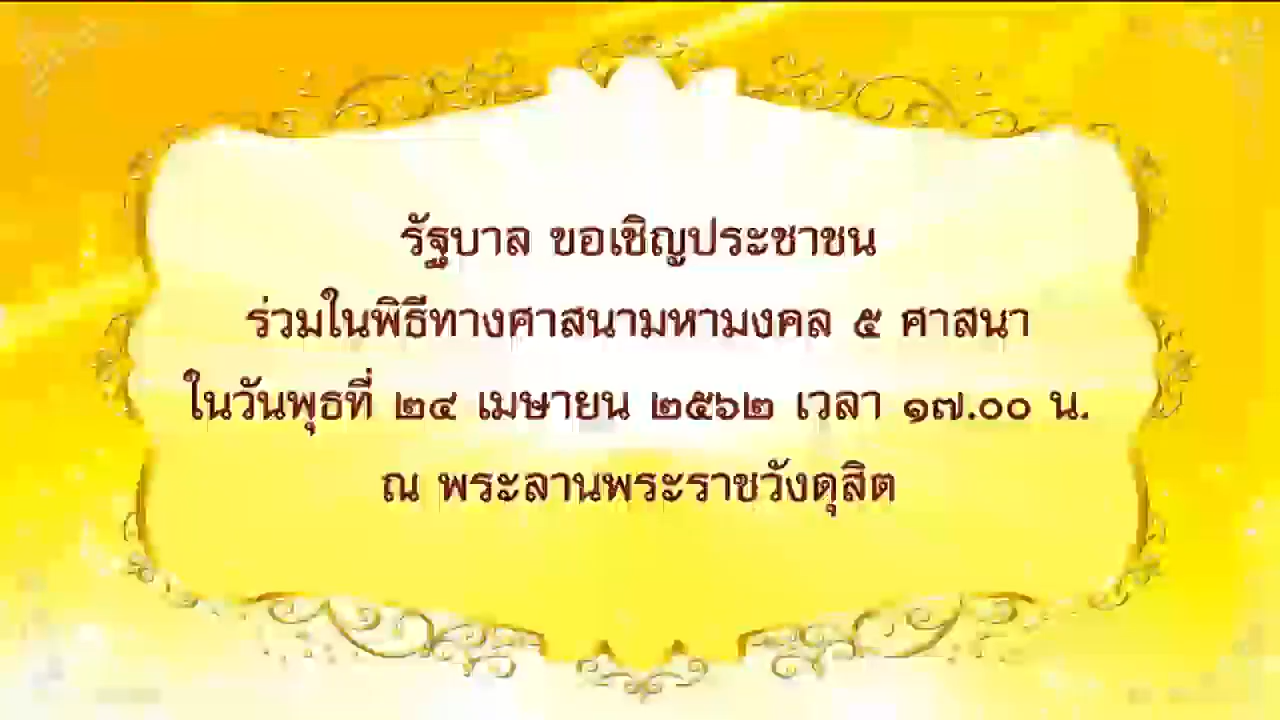 รัฐบาล ขอเชิญประชาชน
ร่วมในพิธีทางศาสนามหามงคล ๕ ศาสนา
ในวันพุธที่ ๒๔ เมษายน ๒๕๖๒ เวลา ๑๗.๐๐ น.
ณ พระลานพระราชวังดุสิต